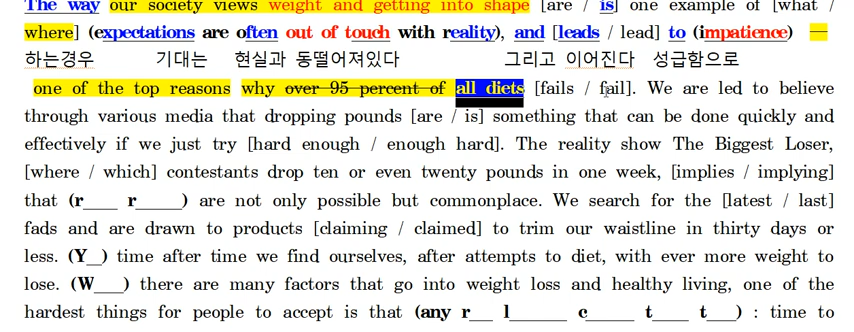 The way our society views weight and getting into shape [are / is] one example of [what /
where] (expectations are often out of touch with reality), and [leads / lead] to (impatience) —
하는경우 기대는 현실과 동떨어져있다 그리고 이어진다 성급함으로
one of the top reasons why over 95 percent of all diets [fails / fail]. We are led to believe
through various media that dropping pounds [are / is] something that can be done quickly and
effectively if we just try [hard enough / enough hard]. The reality show The Biggest Loser,
[where / which] contestants drop ten or even twenty pounds in one week, [implies / implying]
that (r____ r_____) are not only possible but commonplace. We search for the [latest / last]
fads and are drawn to products [claiming / claimed] to trim our waistline in thirty days or
less. (Y__) time after time we find ourselves, after attempts to diet, with ever more weight to
lose. (W___) there are many factors that go into weight loss and healthy living, one of the
hardest things for people to accept is that (any r___ l_______ c______ t____ t___) : time to